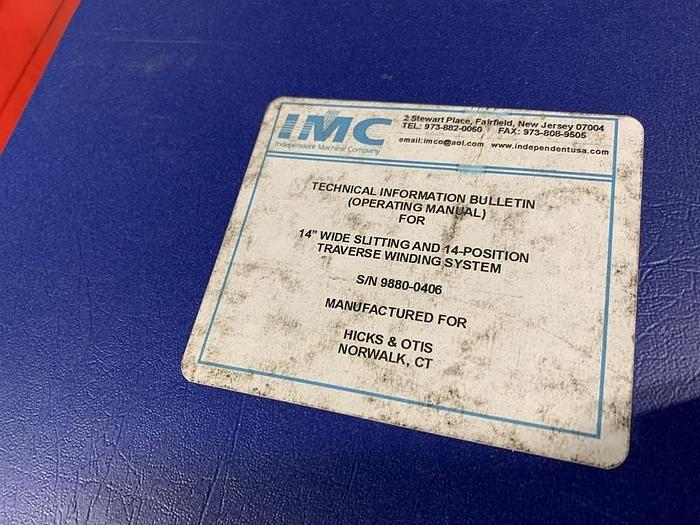 IMC
Independent Machine Company
2 Stewart Place, Fairfield, New Jersey 07004
TEL: 973-882-0060 FAX: 973-808-9505
email:imco@aol.com www.independentusa.com
TECHNICAL INFORMATION BULLETIN
(OPERATING MANUAL)
FOR
14" WIDE SLITTING AND 14-POSITION
TRAVERSE WINDING SYSTEM
S/N 9880-0406
MANUFACTURED FOR
HICKS & OTIS
NORWALK, CT